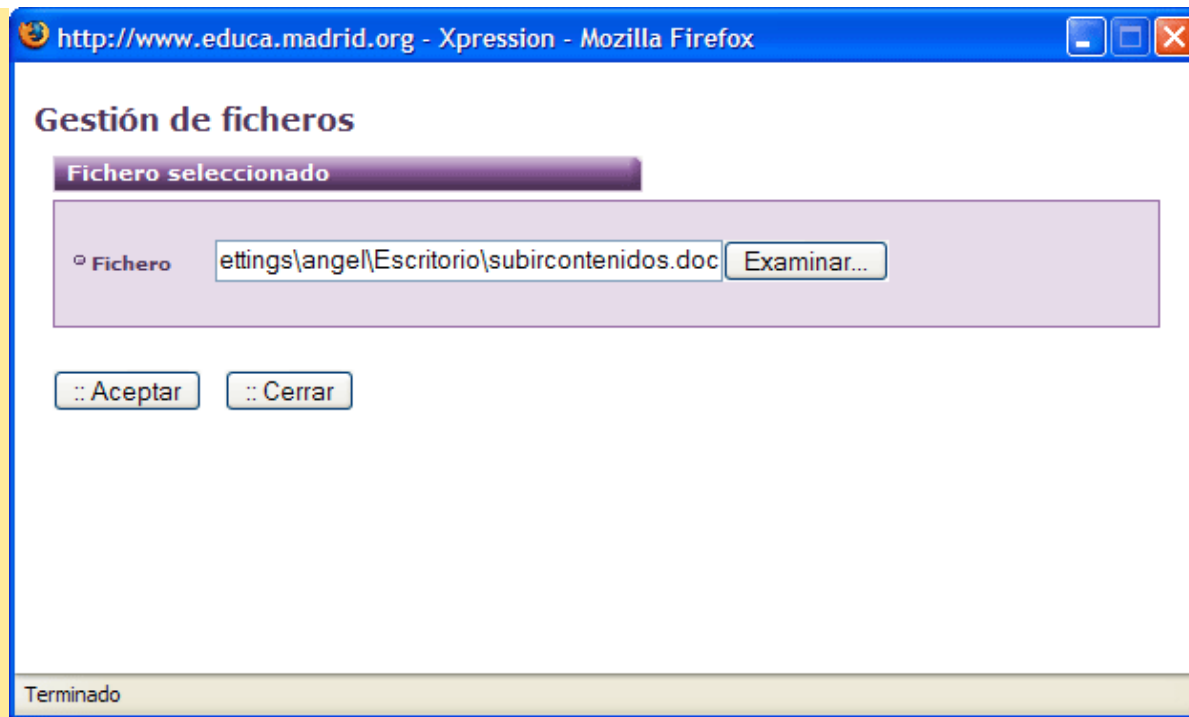 http://www.educa.madrid.org - Xpression - Mozilla Firefox
Gestión de ficheros
Fichero seleccionado
Fichero ettings\angel\Escritorio\subircontenidos.doc Examinar...
:: Aceptar :: Cerrar
Terminado